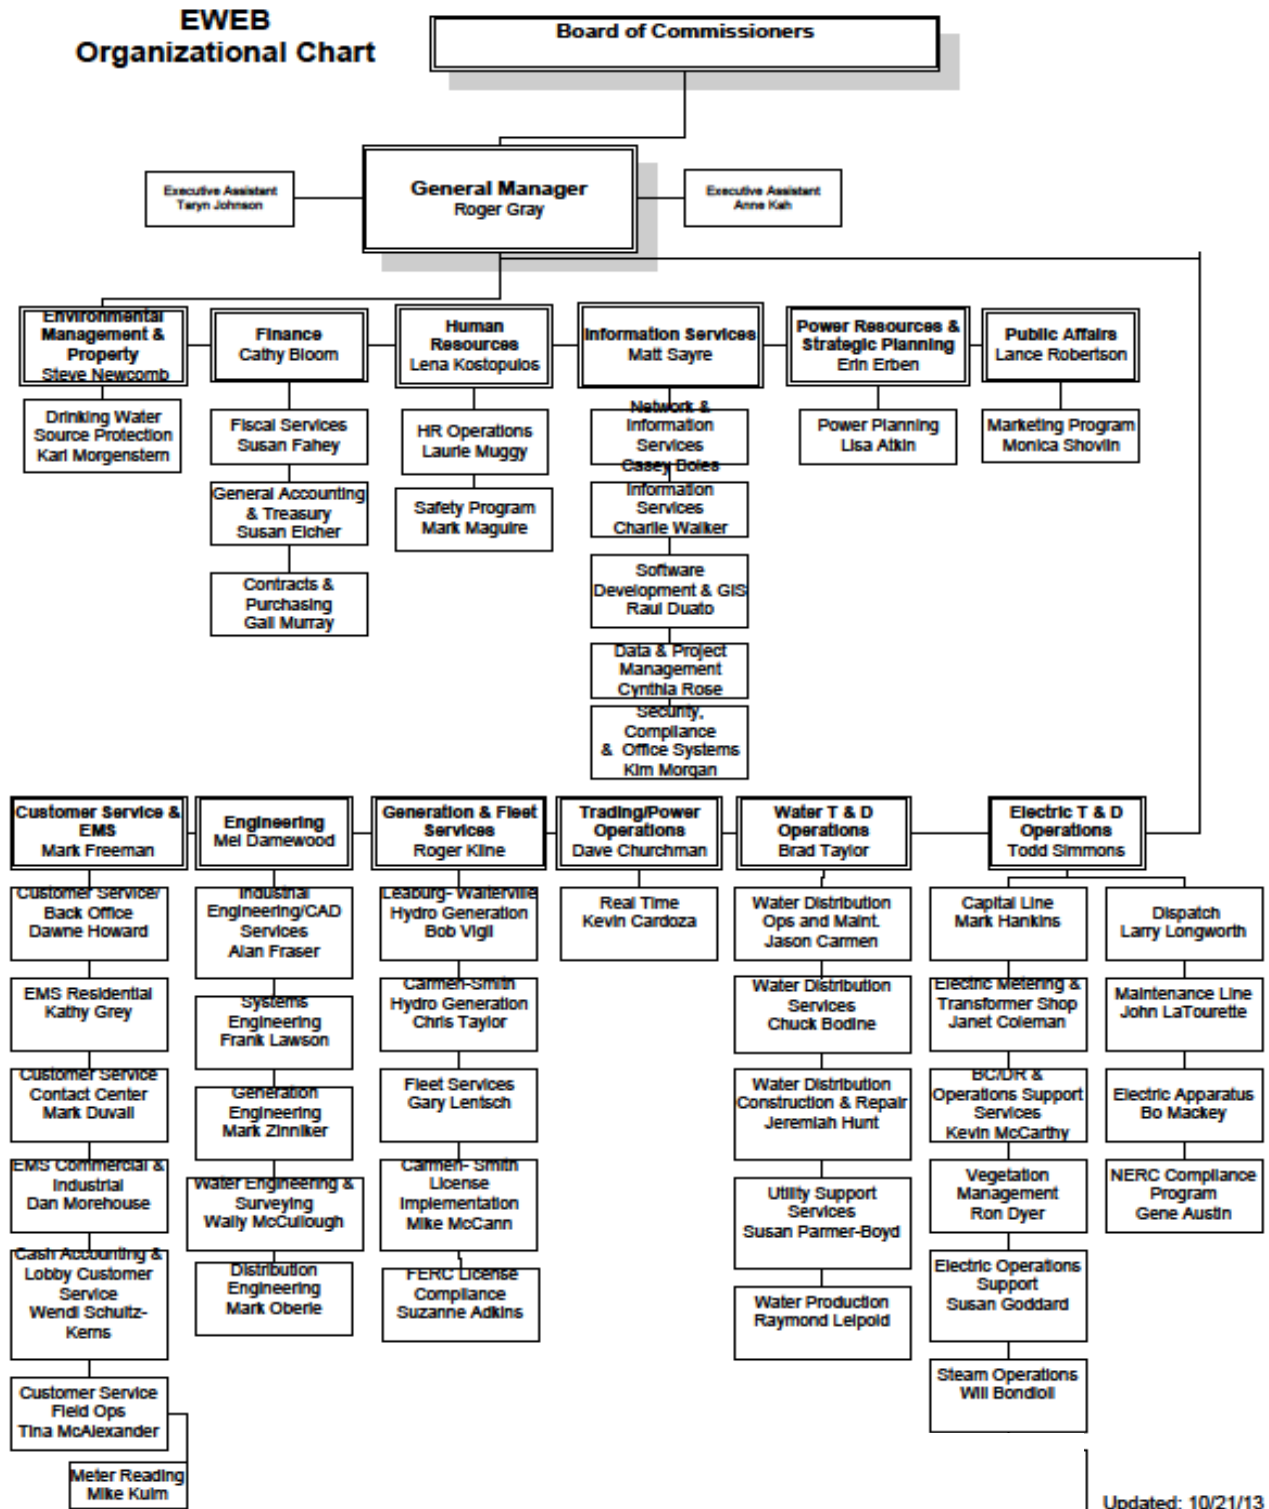 EWEB
Organizational Chart
Board of Commissioners
General Manager
Roger Gray
Executive Assistant
Taryn Johnson
Executive Assistant
Anne Kah
Environmental
Management &
Property
Steve Newcomb
Finance
Cathy Bloom
Human
Resources
Lena Kostopulos
Information Services
Matt Sayre
Power Resources &
Strategic Planning
Erin Erben
Public Affairs
Lance Robertson
Drinking Water
Source Protection
Karl Morgenstern
Fiscal Services
Susan Fahey
General Accounting
& Treasury
Susan Eicher
Contracts &
Purchasing
Gail Murray
HR Operations
Laurie Muggy
Safety Program
Mark Maguire
Network &
Information
Services
Casey Boles
Information
Services
Charlie Walker
Software
Development & GIS
Raul Duato
Data & Project
Management
Cynthia Rose
Security,
Compliance
& Office Systems
Kim Morgan
Power Planning
Lisa Atkin
Marketing Program
Monica Shovlin
Customer Service &
EMS
Mark Freeman
Engineering
Mel Damewood
Generation & Fleet
Services
Roger Kline
Trading/Power
Operations
Dave Churchman
Water T & D
Operations
Brad Taylor
Electric T & D
Operations
Todd Simmons
Customer Service/
Back Office
Dawne Howard
EMS Residential
Kathy Grey
Customer Service
Contact Center
Mark Duvall
EMS Commercial &
Industrial
Dan Morehouse
Cash Accounting &
Lobby Customer
Service
Wendi Schultz-
Kerns
Customer Service
Field Ops
Tina McAlexander
Meter Reading
Mike Kulm
Industrial
Engineering/CAD
Services
Alan Fraser
Systems
Engineering
Frank Lawson
Generation
Engineering
Mark Zinniker
Water Engineering &
Surveying
Wally McCullough
Distribution
Engineering
Mark Oberle
Leaburg- Walterville
Hydro Generation
Bob Vigil
Carmen-Smith
Hydro Generation
Chris Taylor
Fleet Services
Gary Lentsch
Carmen- Smith
License
Implementation
Mike McCann
FERC License
Compliance
Suzanne Adkins
Real Time
Kevin Cardoza
Water Distribution
Ops and Maint.
Jason Carmen
Water Distribution
Services
Chuck Bodine
Water Distribution
Construction & Repair
Jeremiah Hunt
Utility Support
Services
Susan Parmer-Boyd
Water Production
Raymond Leipold
Capital Line
Mark Hankins
Electric Metering &
Transformer Shop
Janet Coleman
BC/DR &
Operations Support
Services
Kevin McCarthy
Vegetation
Management
Ron Dyer
Electric Operations
Support
Susan Goddard
Steam Operations
Will Bondioli
Dispatch
Larry Longworth
Maintenance Line
John LaTourette
Electric Apparatus
Bo Mackey
NERC Compliance
Program
Gene Austin
Updated: 10/21/13